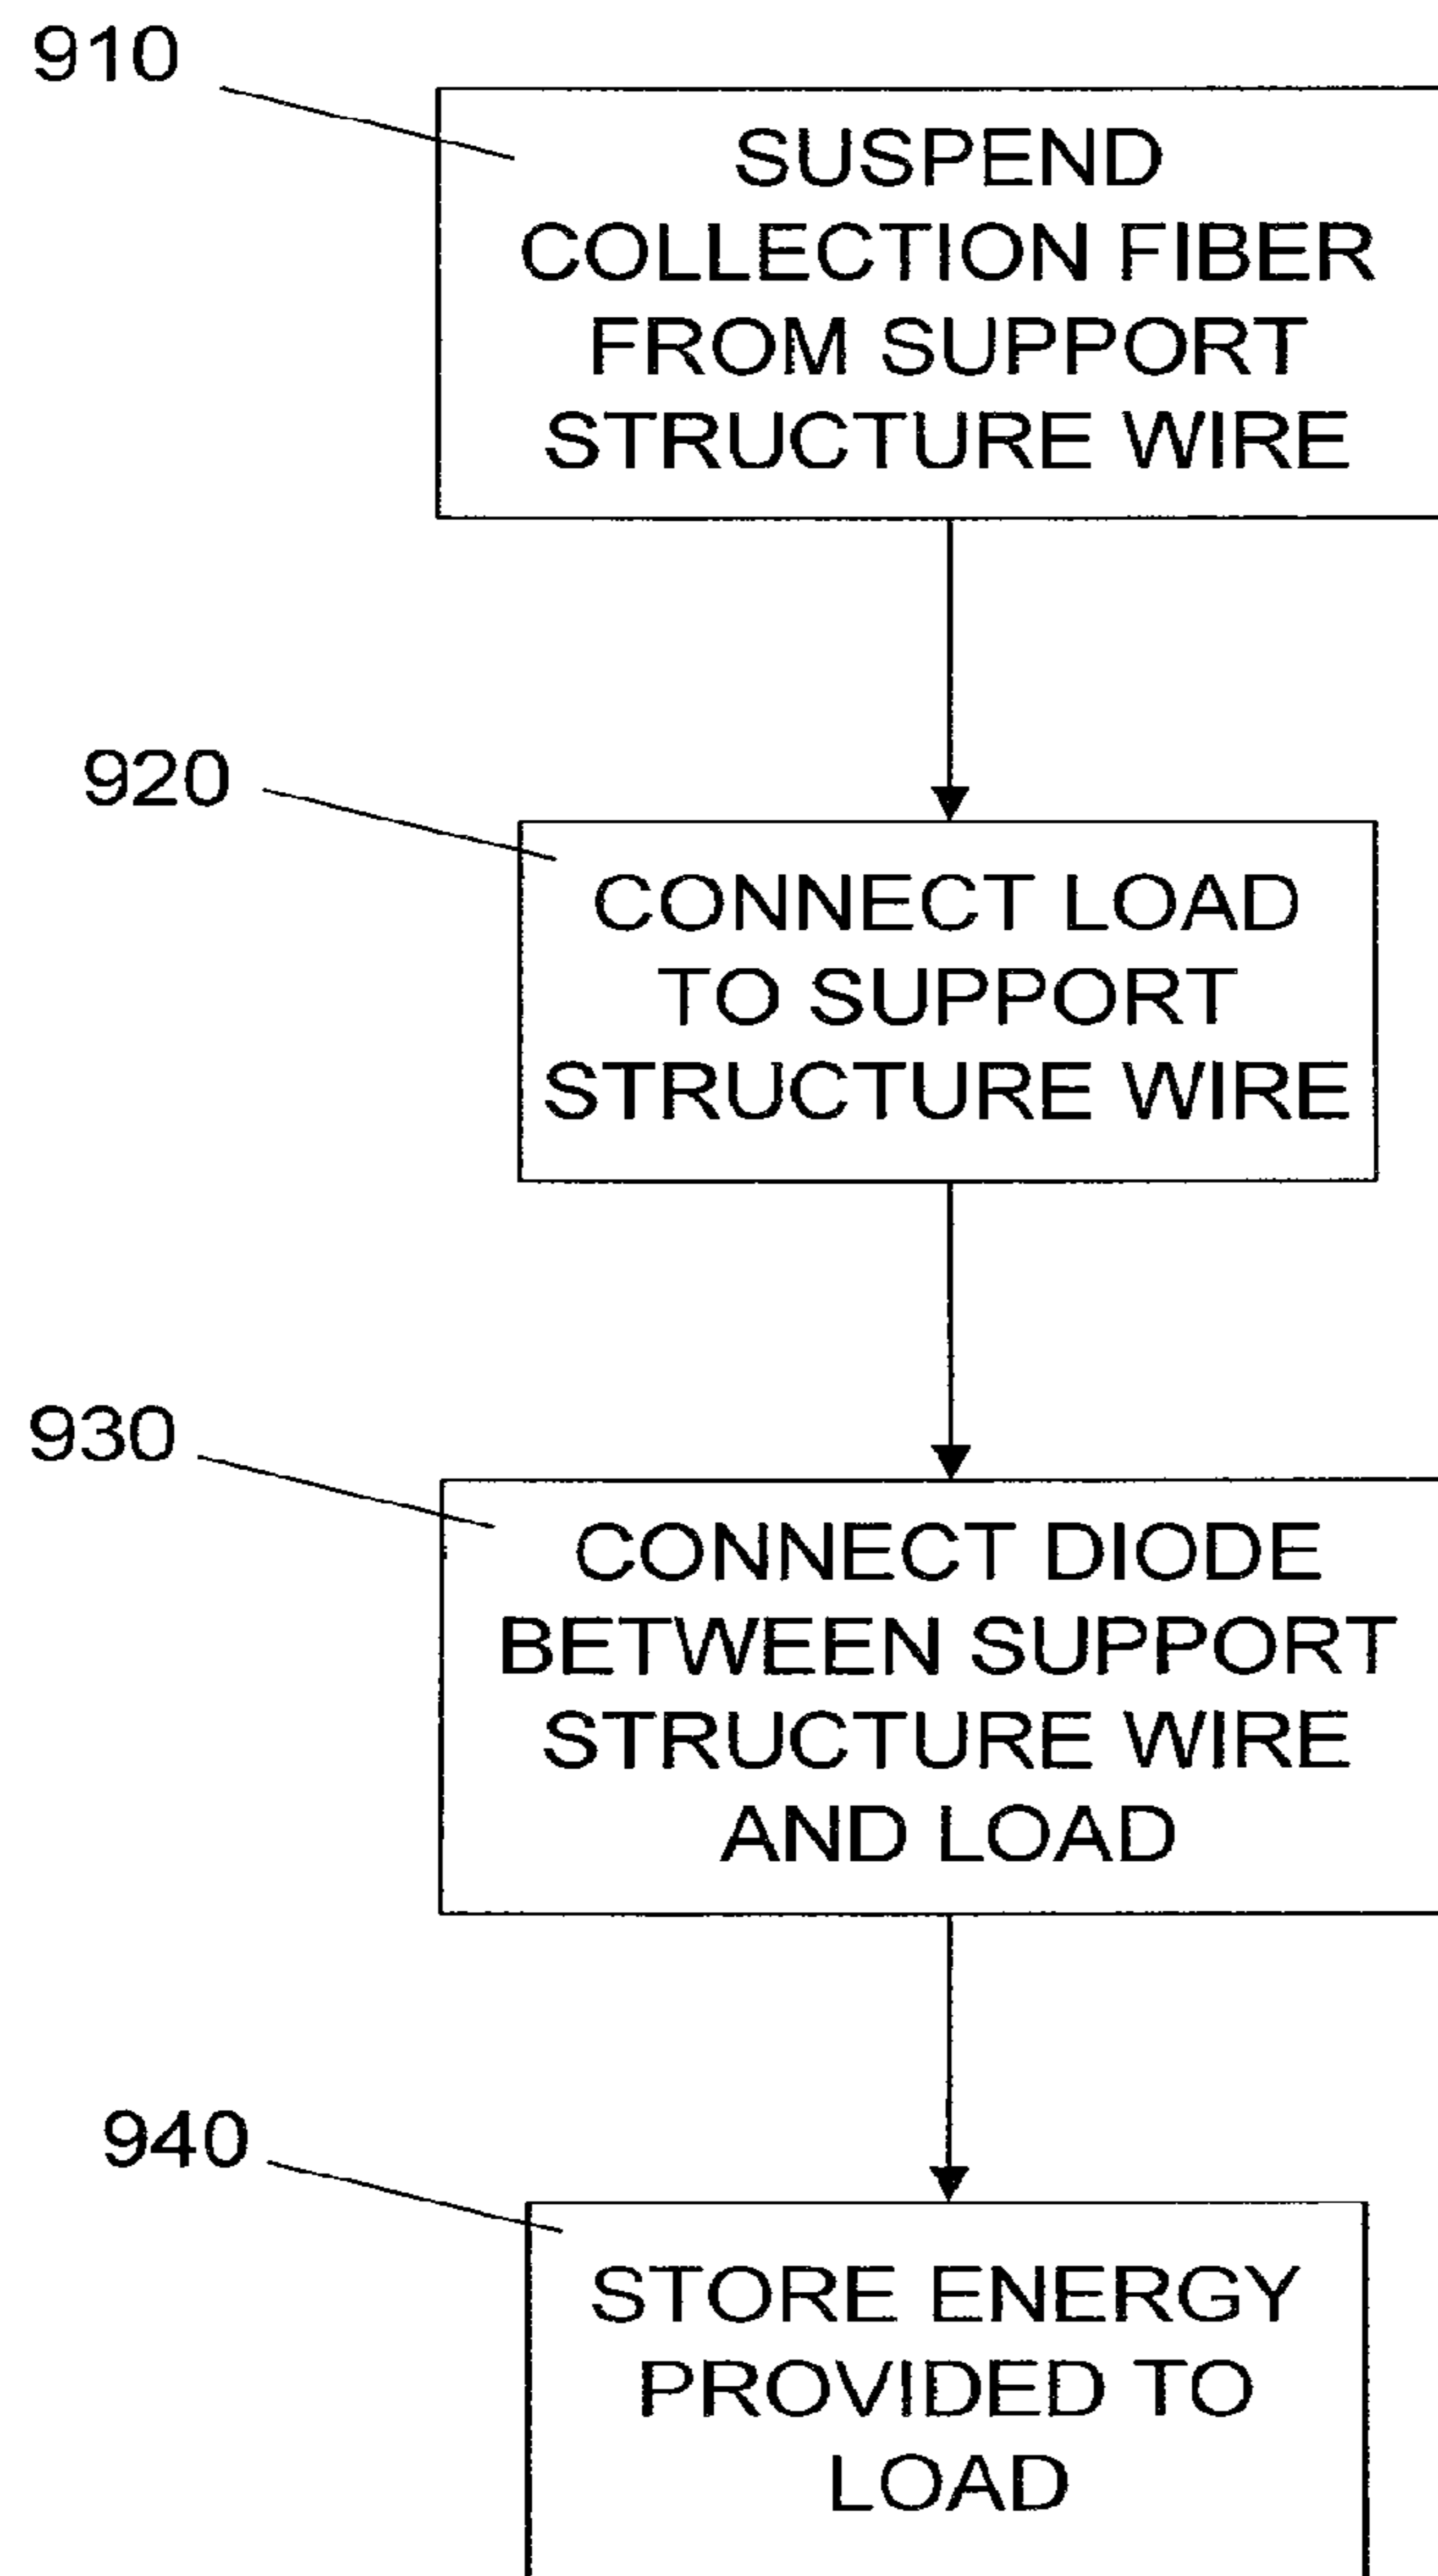 910
SUSPEND
COLLECTION FIBER
FROM SUPPORT
STRUCTURE WIRE
920
CONNECT LOAD
TO SUPPORT
STRUCTURE WIRE
930
CONNECT DIODE
BETWEEN SUPPORT
STRUCTURE WIRE
AND LOAD
940
STORE ENERGY
PROVIDED TO
LOAD